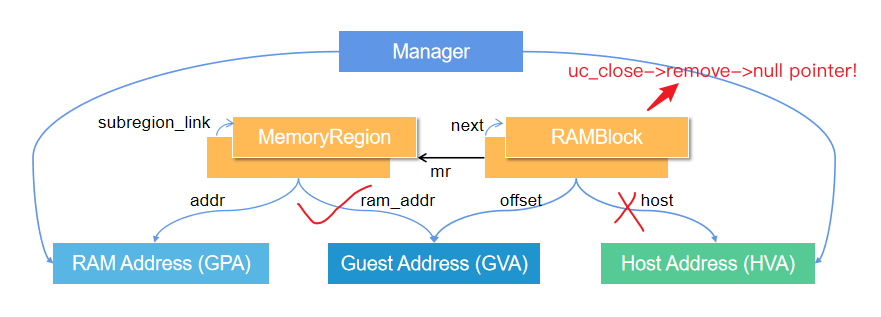 Manager
uc_close->remove->null pointer!
subregion_link
MemoryRegion
next
RAMBlock
mr
addr
ram_addr
offset
host
RAM Address (GPA)
Guest Address (GVA)
Host Address (HVA)